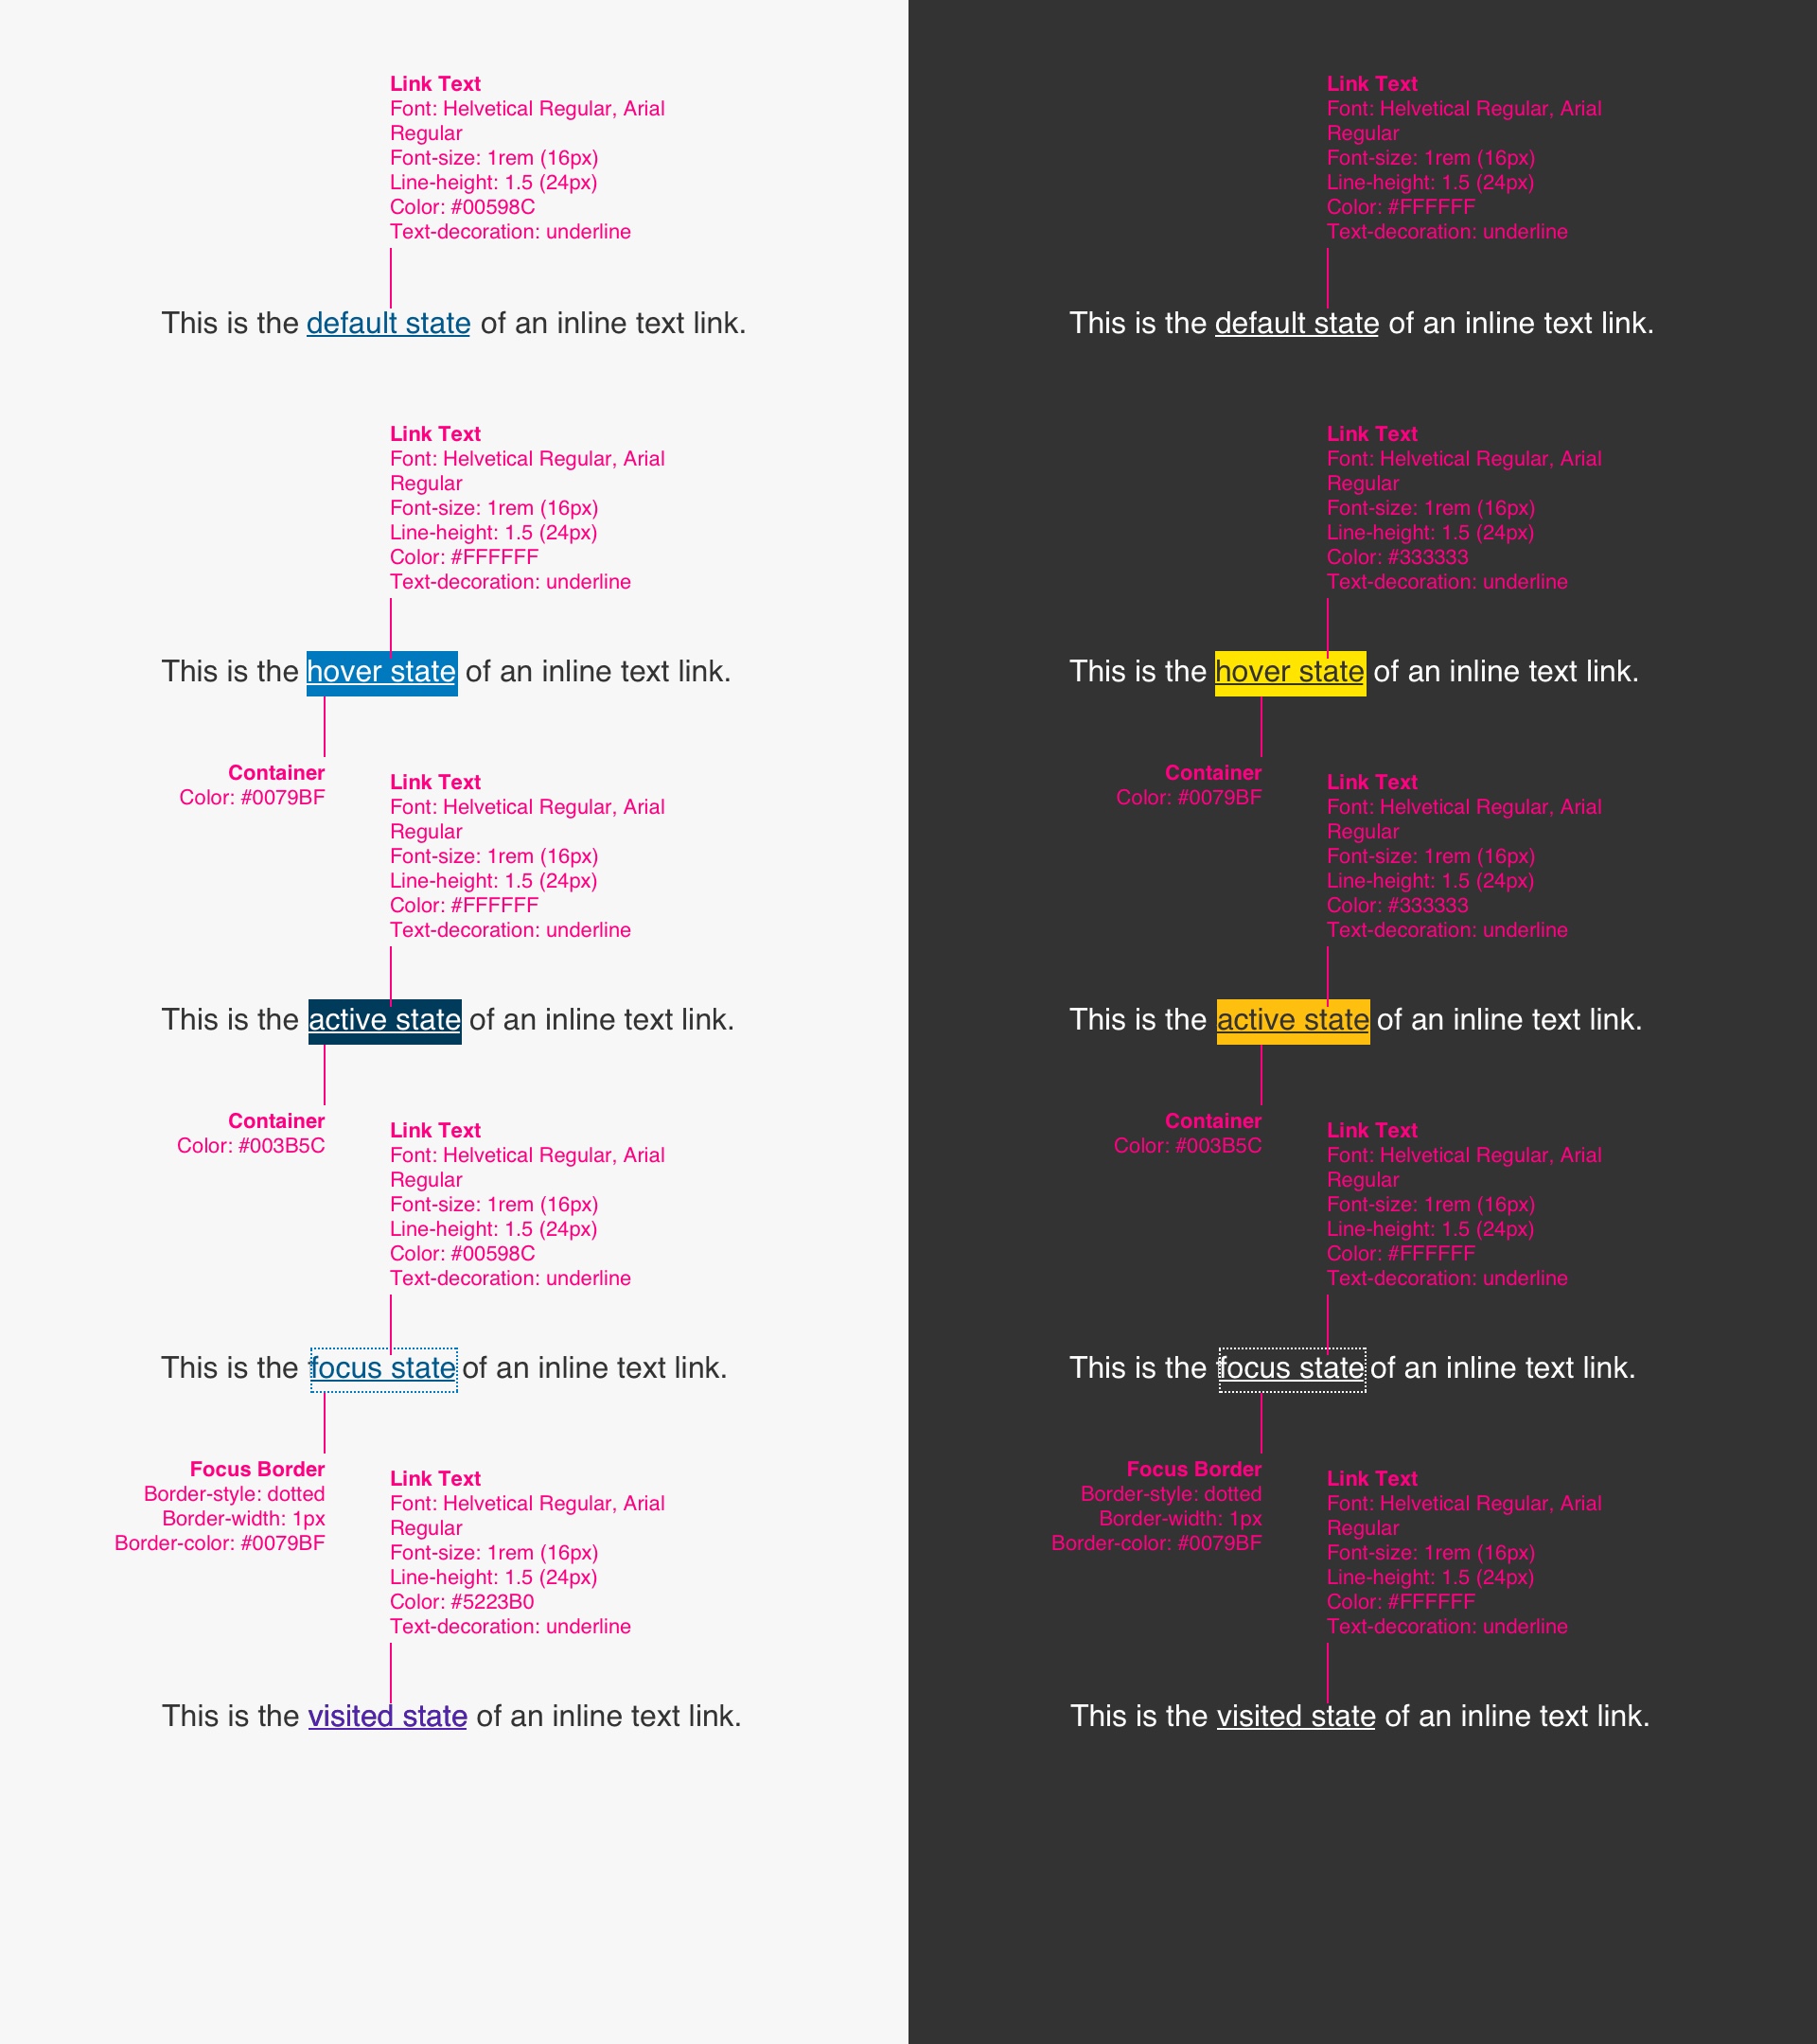 Link Text
Font: Helvetical Regular, Arial
Regular
Font-size: 1rem (16px)
Line-height: 1.5 (24px)
Color: #00598C
Text-decoration: underline
This is the default state of an inline text link.
Link Text
Font: Helvetical Regular, Arial
Regular
Font-size: 1rem (16px)
Line-height: 1.5 (24px)
Color: #FFFFFF
Text-decoration: underline
This is the hover state of an inline text link.
Container
Color: #0079BF
Link Text
Font: Helvetical Regular, Arial
Regular
Font-size: 1rem (16px)
Line-height: 1.5 (24px)
Color: #FFFFFF
Text-decoration: underline
This is the active state of an inline text link.
Container
Color: #003B5C
Link Text
Font: Helvetical Regular, Arial
Regular
Font-size: 1rem (16px)
Line-height: 1.5 (24px)
Color: #00598C
Text-decoration: underline
This is the focus state of an inline text link.
Focus Border
Border-style: dotted
Border-width: 1px
Border-color: #0079BF
Link Text
Font: Helvetical Regular, Arial
Regular
Font-size: 1rem (16px)
Line-height: 1.5 (24px)
Color: #5223B0
Text-decoration: underline
This is the visited state of an inline text link.
Link Text
Font: Helvetical Regular, Arial
Regular
Font-size: 1rem (16px)
Line-height: 1.5 (24px)
Color: #FFFFFF
Text-decoration: underline
This is the default state of an inline text link.
Link Text
Font: Helvetical Regular, Arial
Regular
Font-size: 1rem (16px)
Line-height: 1.5 (24px)
Color: #333333
Text-decoration: underline
This is the hover state of an inline text link.
Container
Color: #0079BF
Link Text
Font: Helvetical Regular, Arial
Regular
Font-size: 1rem (16px)
Line-height: 1.5 (24px)
Color: #333333
Text-decoration: underline
This is the active state of an inline text link.
Container
Color: #003B5C
Link Text
Font: Helvetical Regular, Arial
Regular
Font-size: 1rem (16px)
Line-height: 1.5 (24px)
Color: #FFFFFF
Text-decoration: underline
This is the focus state of an inline text link.
Focus Border
Border-style: dotted
Border-width: 1px
Border-color: #0079BF
Link Text
Font: Helvetical Regular, Arial
Regular
Font-size: 1rem (16px)
Line-height: 1.5 (24px)
Color: #FFFFFF
Text-decoration: underline
This is the visited state of an inline text link.